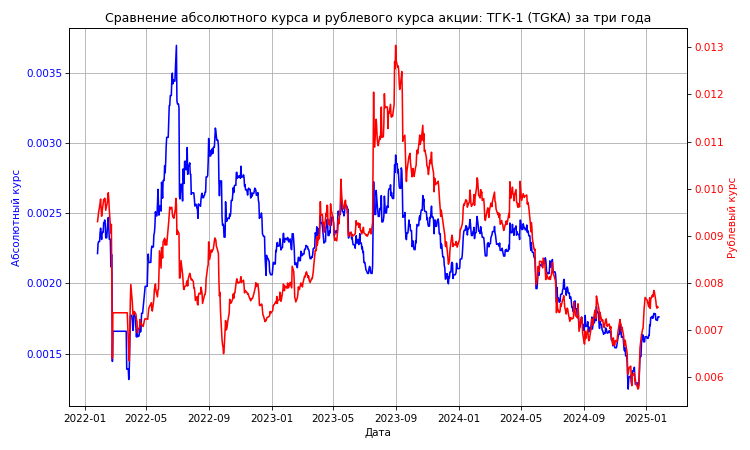 Сравнение абсолютного курса и рублевого курса акции: ТГК-1 (TGKA) за три года
Абсолютный курс
0.0035
0.0030
0.0025
0.0020
0.0015
0.013
0.012
0.011
0.010
0.009
0.008
0.007
0.006
Рублевый курс
2022-01 2022-05 2022-09 2023-01 2023-05 2023-09 2024-01 2024-05 2024-09 2025-01
Дата